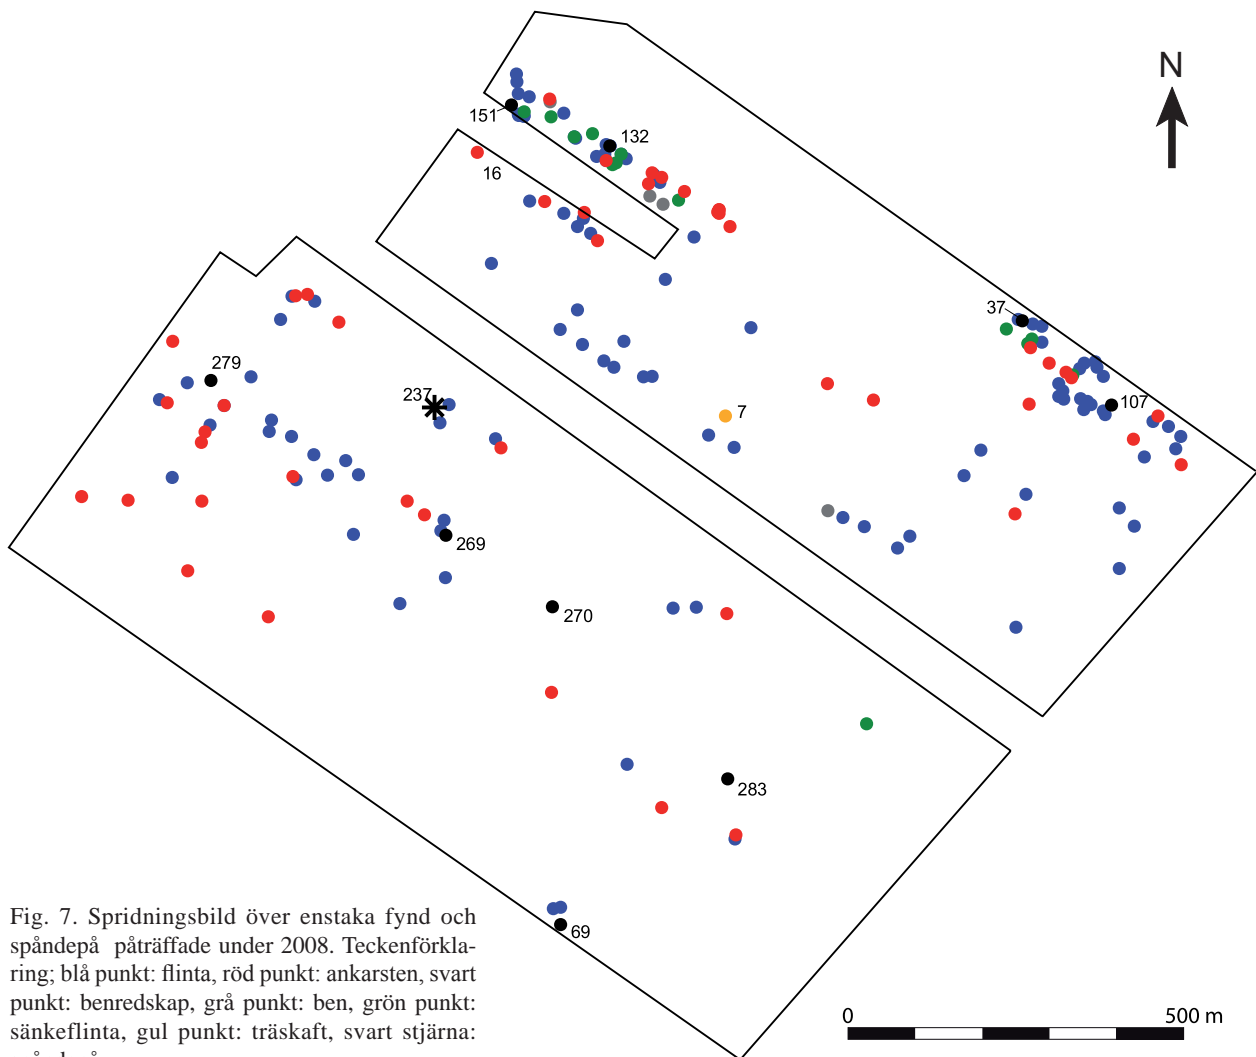 N
151
132
16
37
279
237
7
107
269
270
283
69
Fig. 7. Spridningsbild över enstaka fynd och
spåndepå påträffade under 2008. Teckenförkla-
ring; blå punkt: flinta, röd punkt: ankarsten, svart
punkt: benredskap, grå punkt: ben, grön punkt:
sänkeflinta, gul punkt: träskaft, svart stjärna:
0 500 m